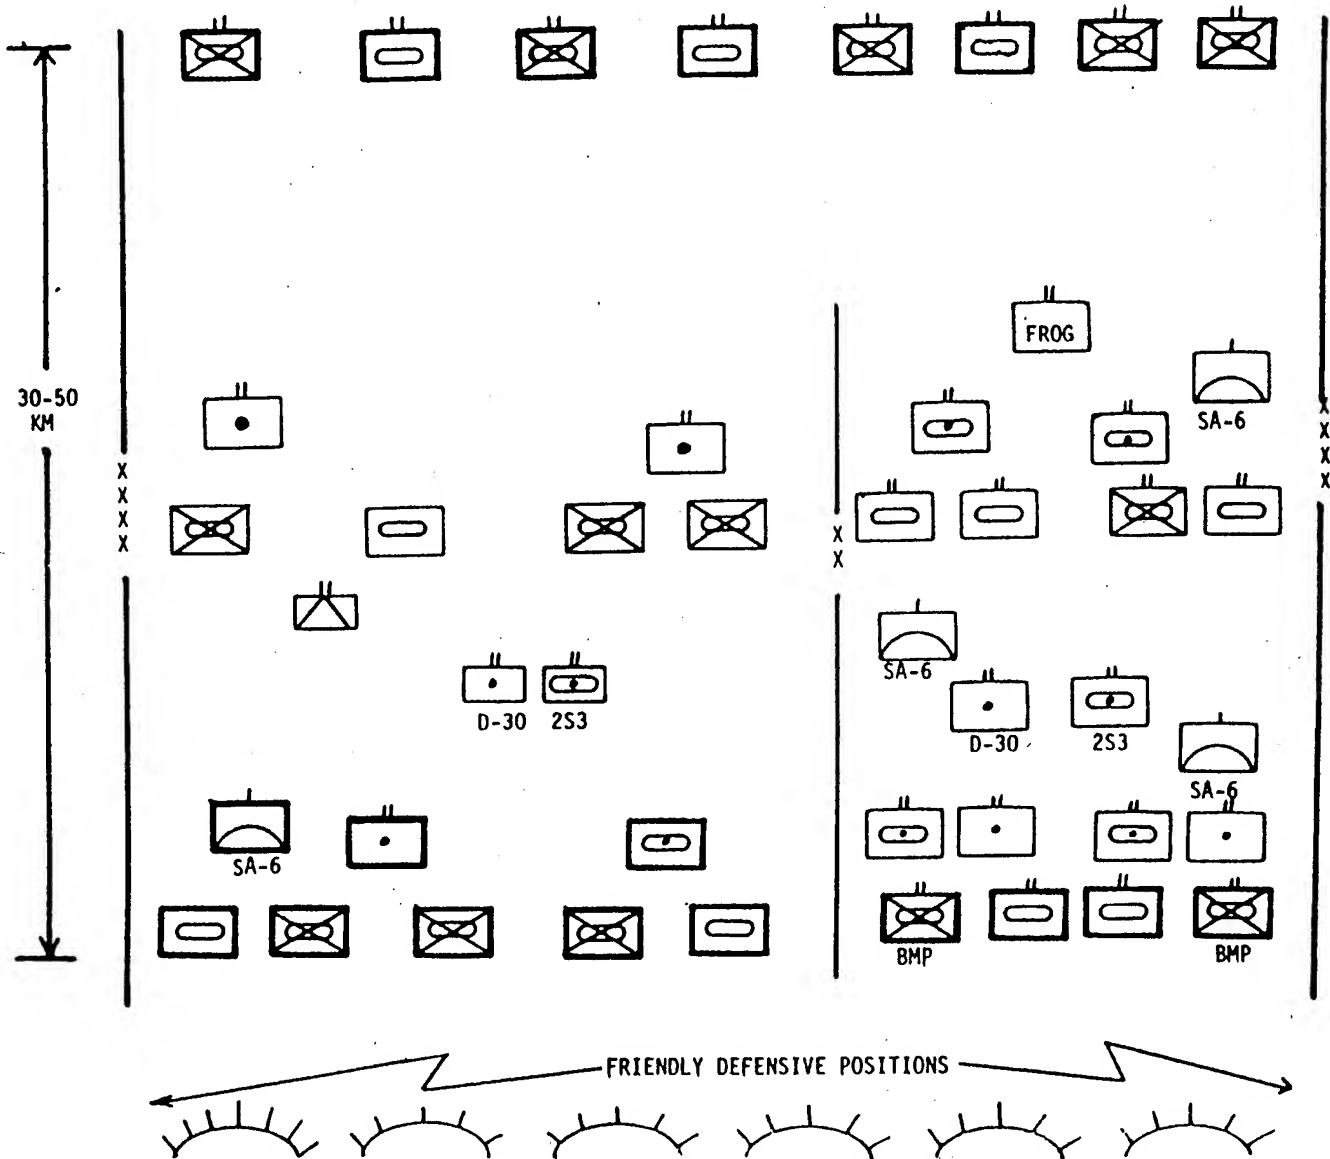 FROG
SA-6
30-50
KM
X
X
X
X
X
X
X
X
X
X
SA-6
D-30 2S3
D-30 2S3
SA-6
SA-6
BMP BMP
FRIENDLY DEFENSIVE POSITIONS